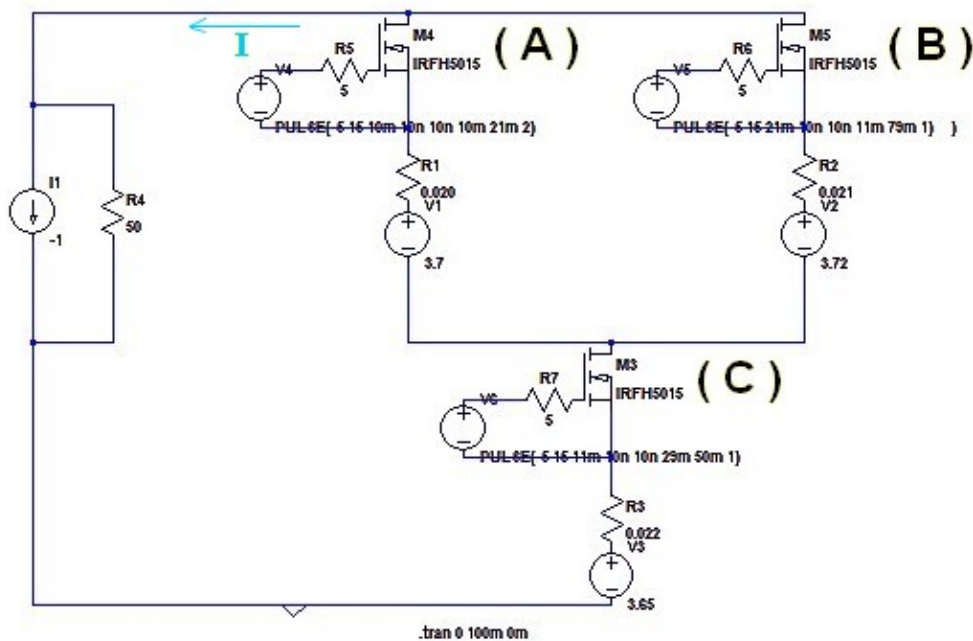 I
R5
5
V4
M4
IRFH5015
( A )
PULSE( 5 15 10m 10n 10n 10m 21m 2)
R1
0.020
V1
3.7
R6
5
V5
M5
IRFH5015
( B )
PULSE( 5 15 21m 10n 10n 11m 79m 1) )
R2
0.021
V2
3.72
I1
-1
R4
50
R7
5
V6
M3
IRFH5015
( C )
PULSE( 5 15 11m 10n 10n 29m 50m 1)
R3
0.022
V3
3.65
.tran 0 100m 0m